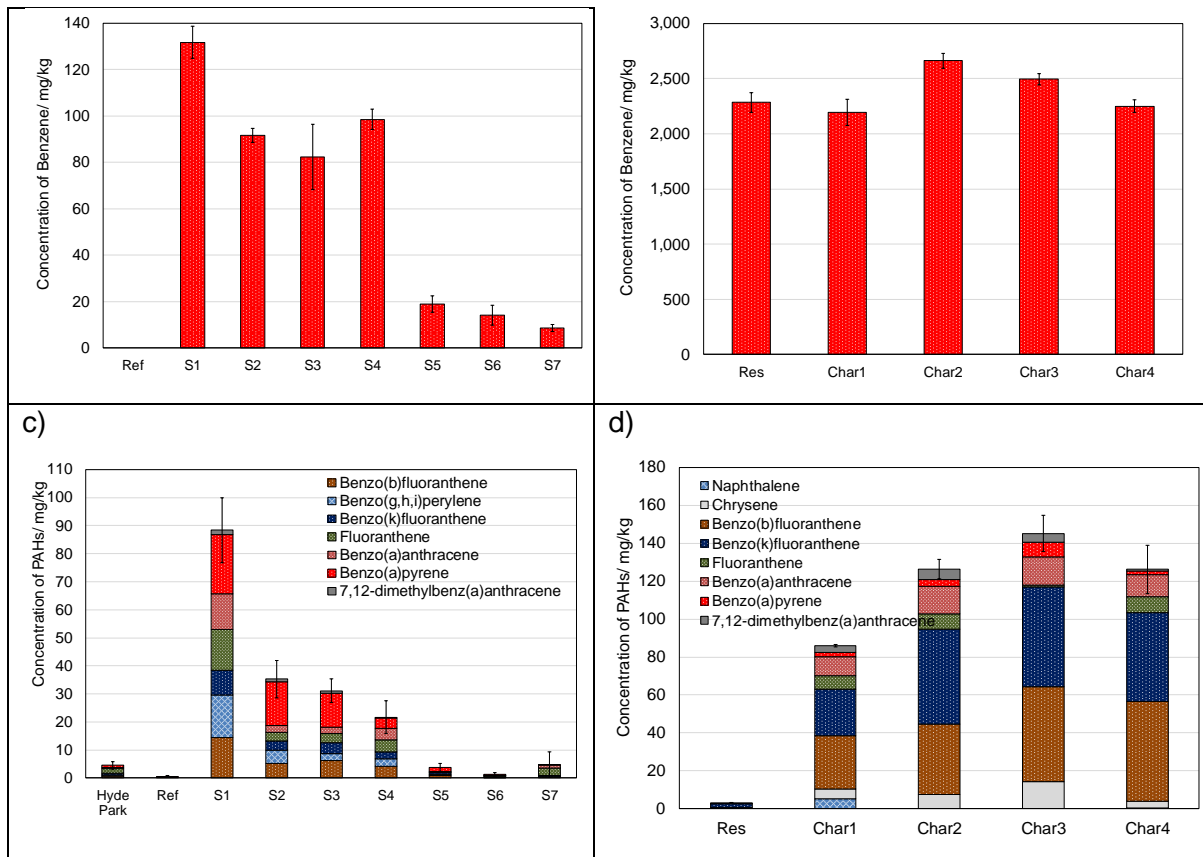 140
120
100
80
60
40
20
0
Concentration of Benzene/ mg/kg
Ref S1 S2 S3 S4 S5 S6 S7
3,000
2,500
2,000
1,500
1,000
500
0
Concentration of Benzene/ mg/kg
Res Char1 Char2 Char3 Char4
c)
110
100
90
80
70
60
50
40
30
20
10
0
Concentration of PAHs/ mg/kg
Benzo(b)fluoranthene
Benzo(g,h,i)perylene
Benzo(k)fluoranthene
Fluoranthene
Benzo(a)anthracene
Benzo(a)pyrene
7,12-dimethylbenz(a)anthracene
Hyde Ref S1 S2 S3 S4 S5 S6 S7
Park
d)
180
160
140
120
100
80
60
40
20
0
Concentration of PAHs/ mg/kg
Naphthalene
Chrysene
Benzo(b)fluoranthene
Benzo(k)fluoranthene
Fluoranthene
Benzo(a)anthracene
Benzo(a)pyrene
7,12-dimethylbenz(a)anthracene
Res Char1 Char2 Char3 Char4